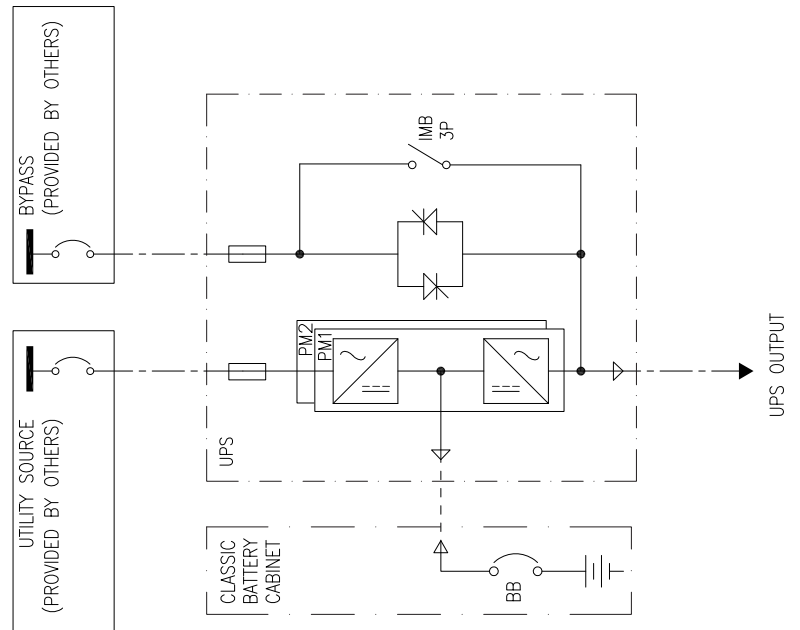 UTILITY SOURCE
(PROVIDED BY OTHERS)
BYPASS
(PROVIDED BY OTHERS)
UPS
PM2
PM1
IMB
3P
CLASSIC
BATTERY
CABINET
BB
UPS OUTPUT